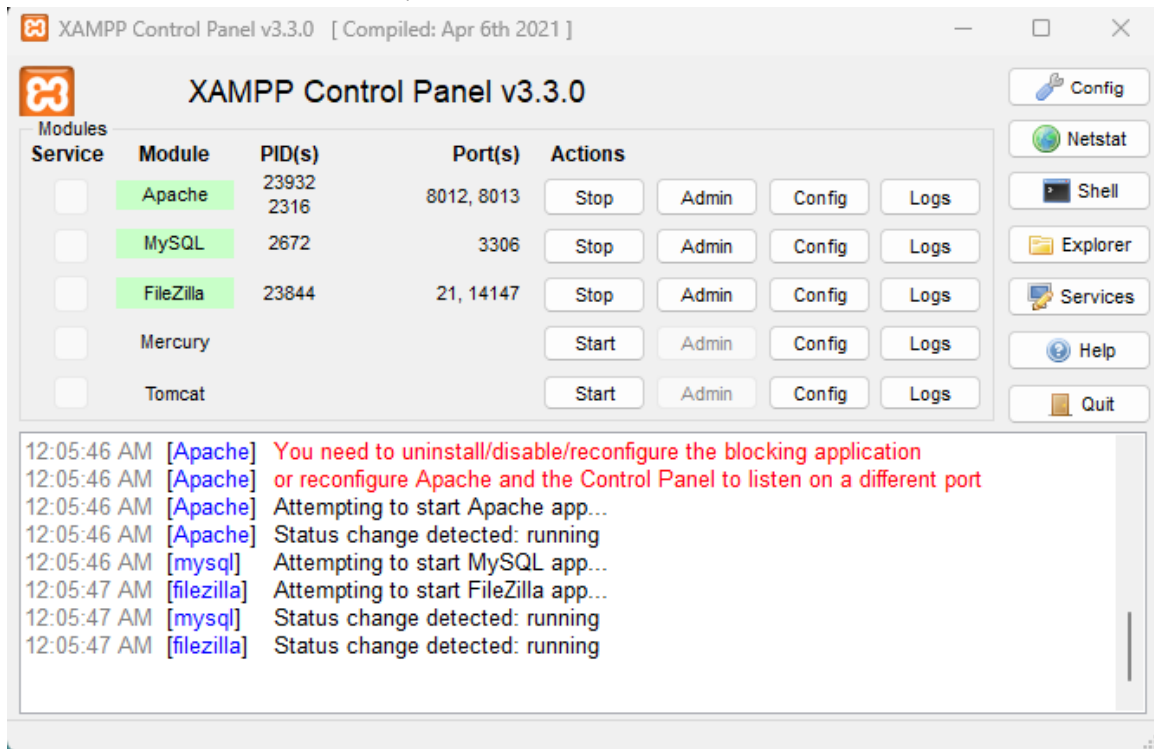 XAMPP Control Panel v3.3.0 [ Compiled: Apr 6th 2021 ]
XAMPP Control Panel v3.3.0
Config
Modules
Service Module PID(s) Port(s) Actions
Netstat
Apache 23932 2316 8012, 8013 Stop Admin Config Logs
Shell
MySQL 2672 3306 Stop Admin Config Logs
Explorer
FileZilla 23844 21, 14147 Stop Admin Config Logs
Services
Mercury Start Admin Config Logs
Help
Tomcat Start Admin Config Logs
Quit
12:05:46 AM [Apache] You need to uninstall/disable/reconfigure the blocking application
12:05:46 AM [Apache] or reconfigure Apache and the Control Panel to listen on a different port
12:05:46 AM [Apache] Attempting to start Apache app...
12:05:46 AM [Apache] Status change detected: running
12:05:46 AM [mysql] Attempting to start MySQL app...
12:05:47 AM [filezilla] Attempting to start FileZilla app...
12:05:47 AM [mysql] Status change detected: running
12:05:47 AM [filezilla] Status change detected: running